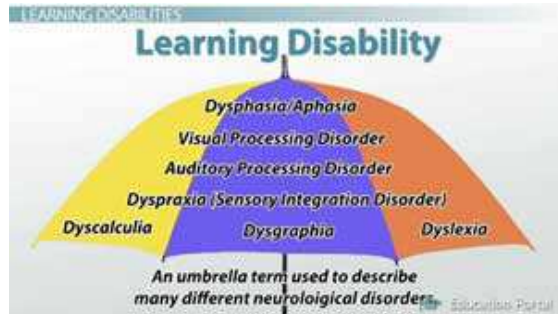 LEARNING DISABILITIES
Learning Disability
Dysphasia/Aphasia
Visual Processing Disorder
Auditory Processing Disorder
Dyspraxia (Sensory Integration Disorder)
Dyscalculia Dysgraphia Dyslexia
An umbrella term used to describe
many different neuroloigical disorders.
Education Portal